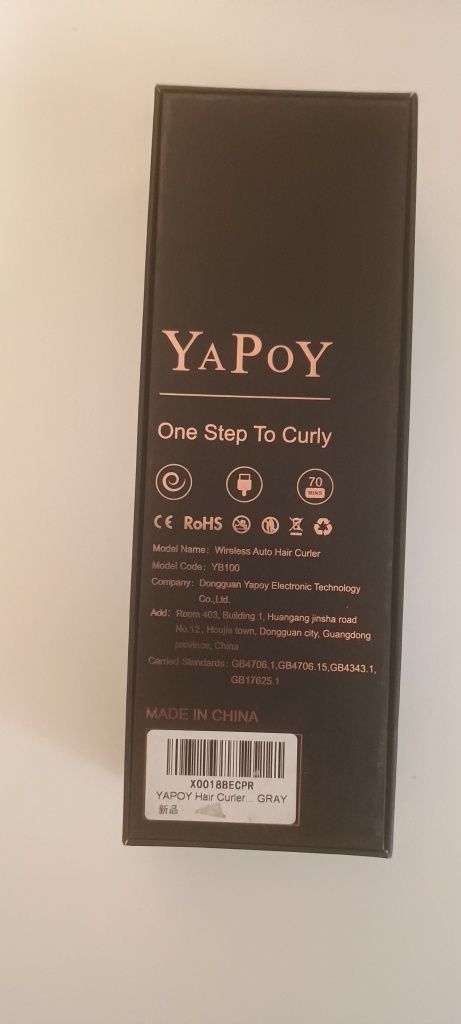 YAPOY
One Step To Curly
70
MINS
CE RoHS
Model Name: Wireless Auto Hair Curler
Model Code: YB100
Company: Dongguan Yapoy Electronic Technology
Co.,Ltd.
Add: Room 403, Building 1, Huangang jinsha road
No.12, Houjie town, Dongguan city, Guangdong
province, China
Carried Standards: GB4706.1,GB4706.15,GB4343.1,
GB17625.1
MADE IN CHINA
X0018BECPR
YAPOY Hair Curler... GRAY
新品